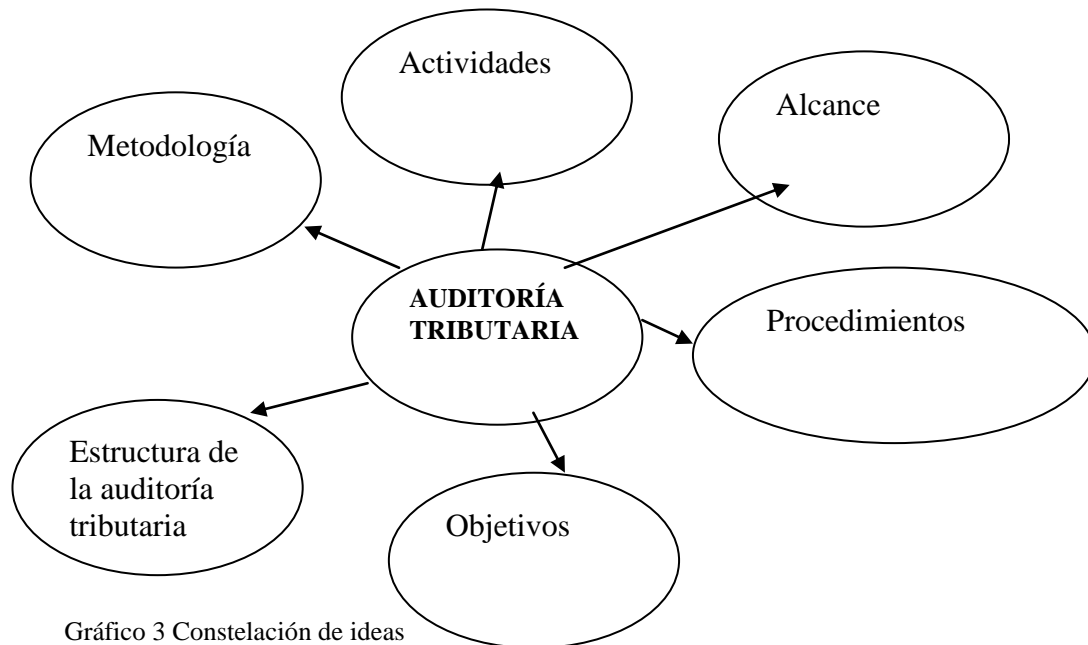 Actividades
Alcance
Metodología
AUDITORÍA
TRIBUTARIA
Procedimientos
Estructura de
la auditoría
tributaria
Objetivos
Gráfico 3 Constelación de ideas